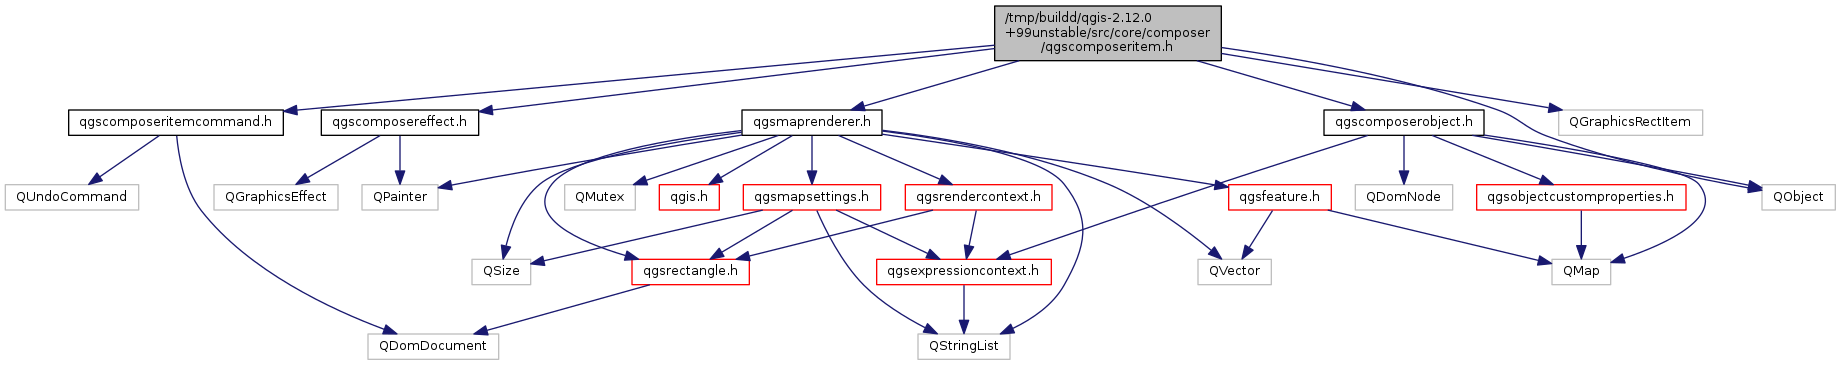 /tmp/buildd/qgis-2.12.0
+99unstable/src/core/composer
/qgscomposeritem.h
qgscomposeritemcommand.h
qgscomposereffect.h
qgsmaprenderer.h
qgscomposerobject.h
QGraphicsRectItem
QUndoCommand
QGraphicsEffect
QPainter
QMutex
qgis.h
qgsmapsettings.h
qgsrendercontext.h
qgsfeature.h
QDomNode
qgsobjectcustomproperties.h
QObject
QSize
qgsrectangle.h
qgsexpressioncontext.h
QVector
QMap
QDomDocument
QStringList